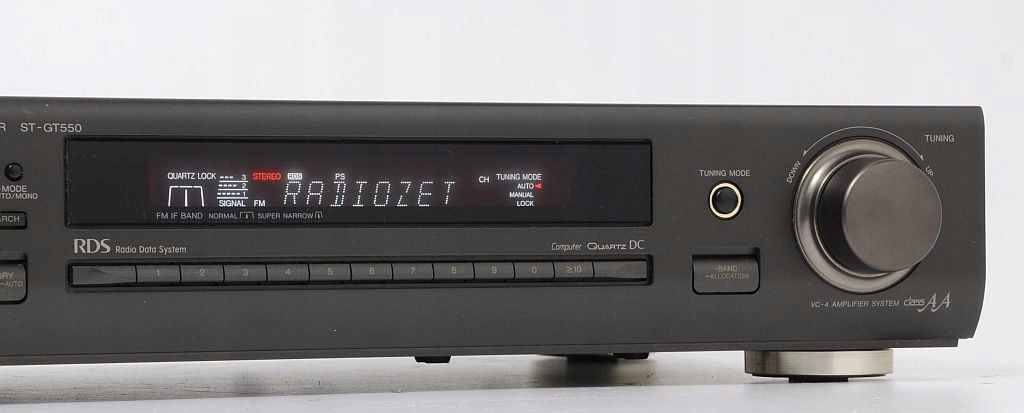 R ST-GT550
MODE
TO/MONO
ARCH
ORY
-AUTO
QUARTZ LOCK
3
2
1
SIGNAL
STEREO RDS PS
FM RADIOZET
CH TUNING MODE
AUTO
MANUAL
LOCK
FM IF BAND NORMAL SUPER NARROW
RDS Radio Data System
Computer QUARTZ DC
1 2 3 4 5 6 7 8 9 0 ≥10
TUNING MODE
-BAND
-ALLOCATION
TUNING
DOWN
UP
VC-4 AMPLIFIER SYSTEM class AA